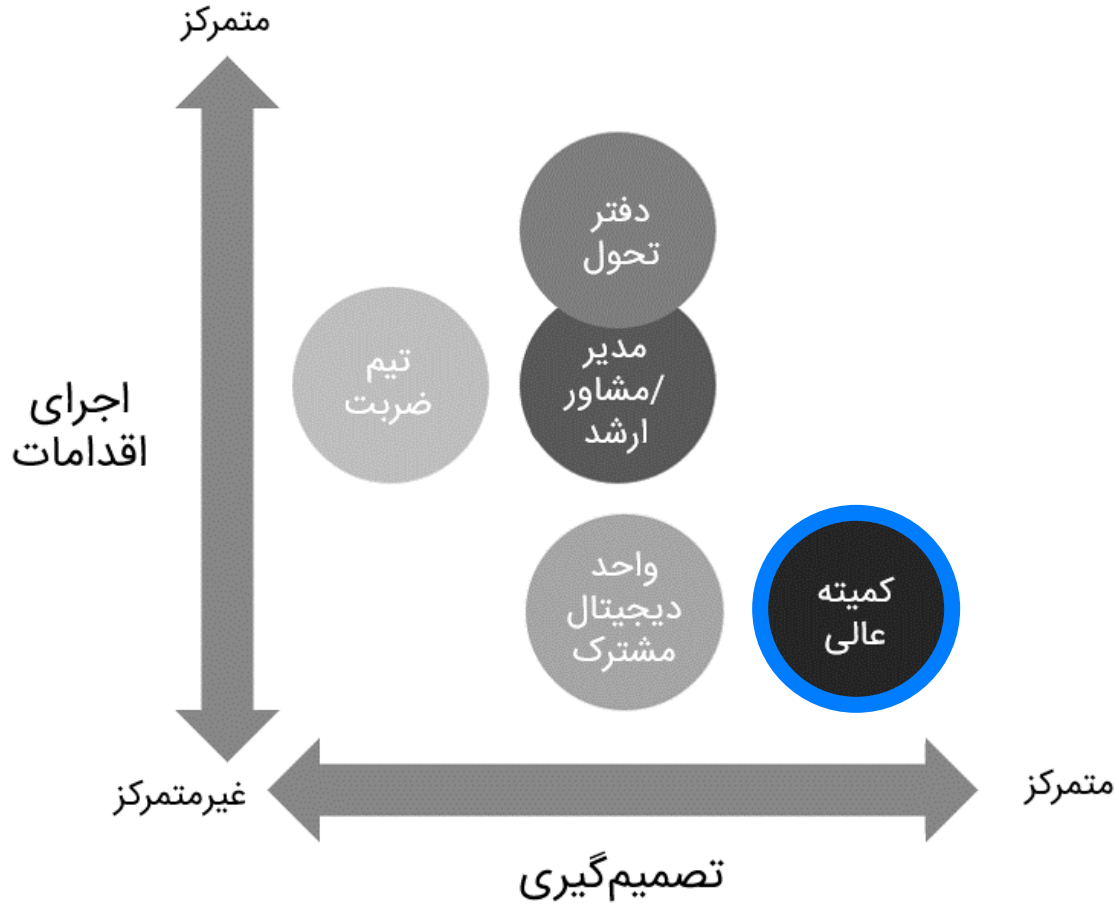 متمرکز
دفتر
تحول
تیم
ضربت
مدیر
/مشاور
ارشد
اجرای
اقدامات
واحد
دیجیتال
مشترک
کمیته
عالی
غیرمتمرکز
متمرکز
تصمیم‌گیری